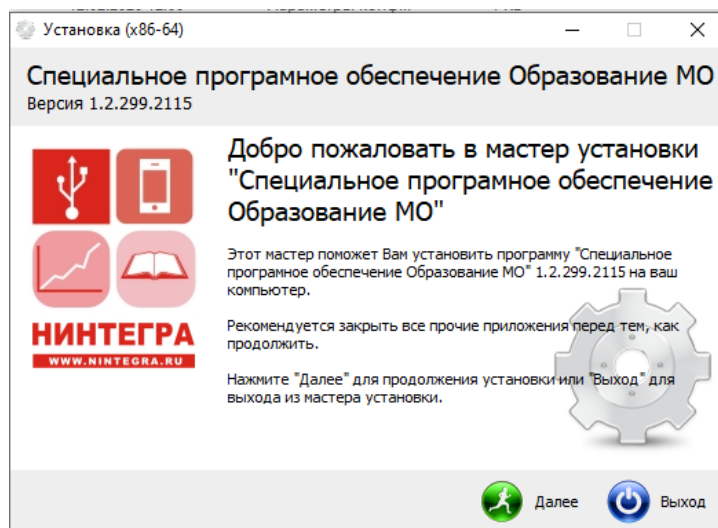 Установка (x86-64)
Специальное програмное обеспечение Образование МО
Версия 1.2.299.2115
Добро пожаловать в мастер установки
"Специальное програмное обеспечение
Образование МО"
Этот мастер поможет Вам установить программу "Специальное
програмное обеспечение Образование МО" 1.2.299.2115 на ваш
компьютер.
Рекомендуется закрыть все прочие приложения перед тем, как
продолжить.
Нажмите "Далее" для продолжения установки или "Выход" для
выхода из мастера установки.
НИНТЕГРА
WWW.NINTEGRA.RU
Далее
Выход